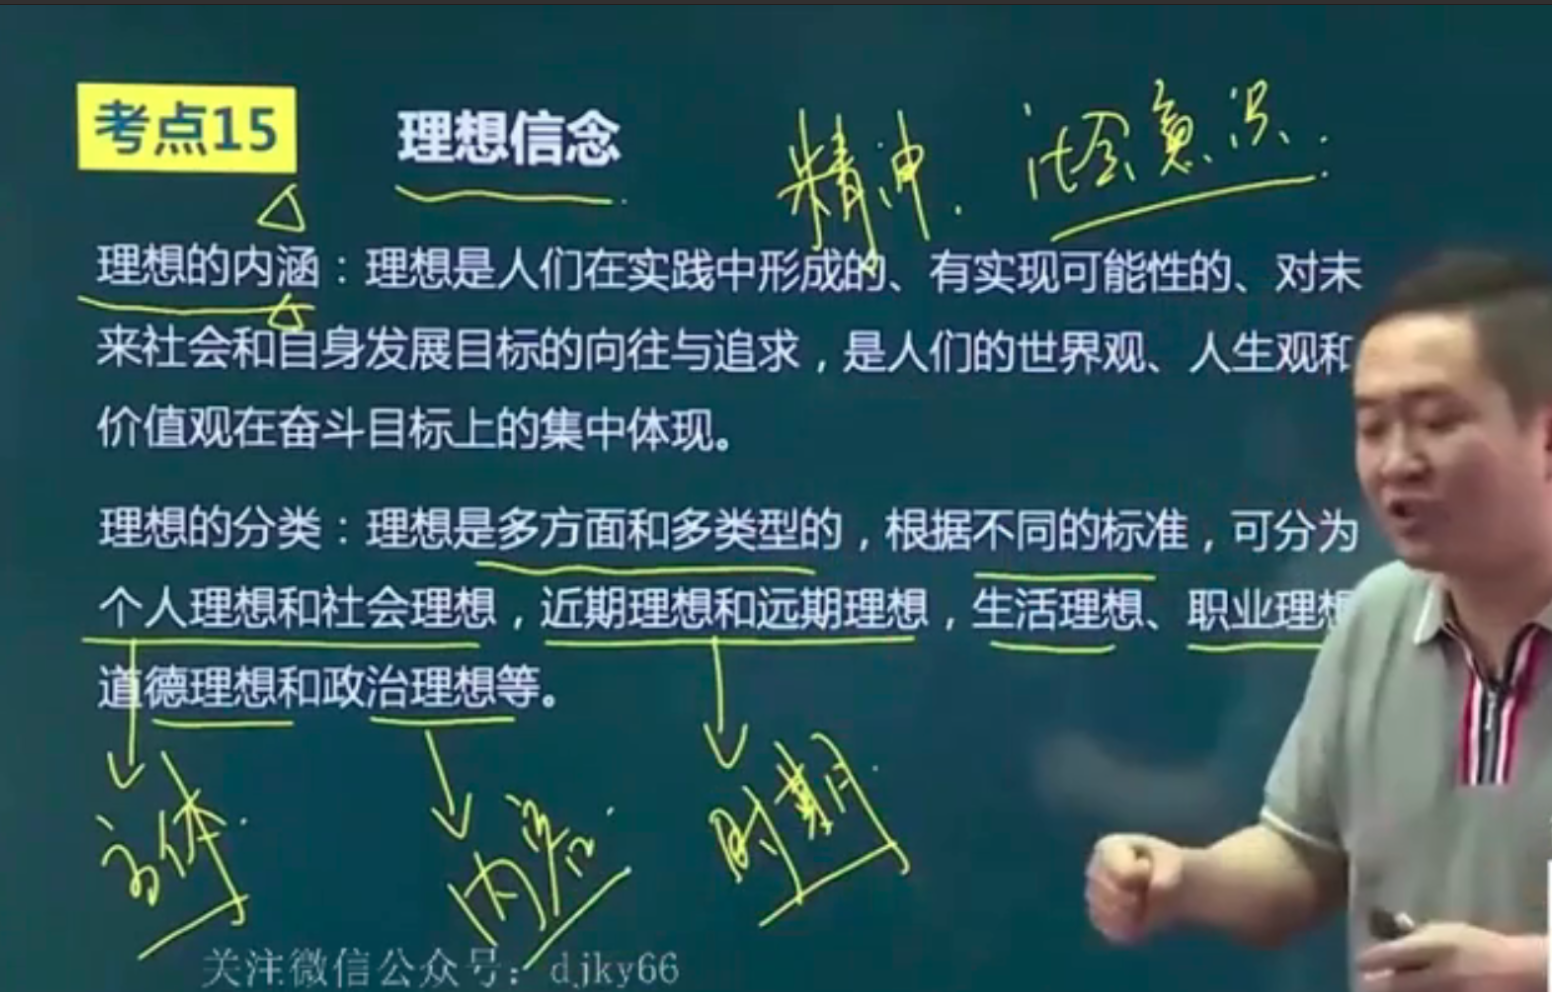 考点15
理想信念
精神.社会意识.
理想的内涵：理想是人们在实践中形成的、有实现可能性的、对未
来社会和自身发展目标的向往与追求，是人们的世界观、人生观和
价值观在奋斗目标上的集中体现。
理想的分类：理想是多方面和多类型的，根据不同的标准，可分为
个人理想和社会理想，近期理想和远期理想，生活理想、职业理想
道德理想和政治理想等。
主体.
内容.
时期.
关注微信公众号：djky66